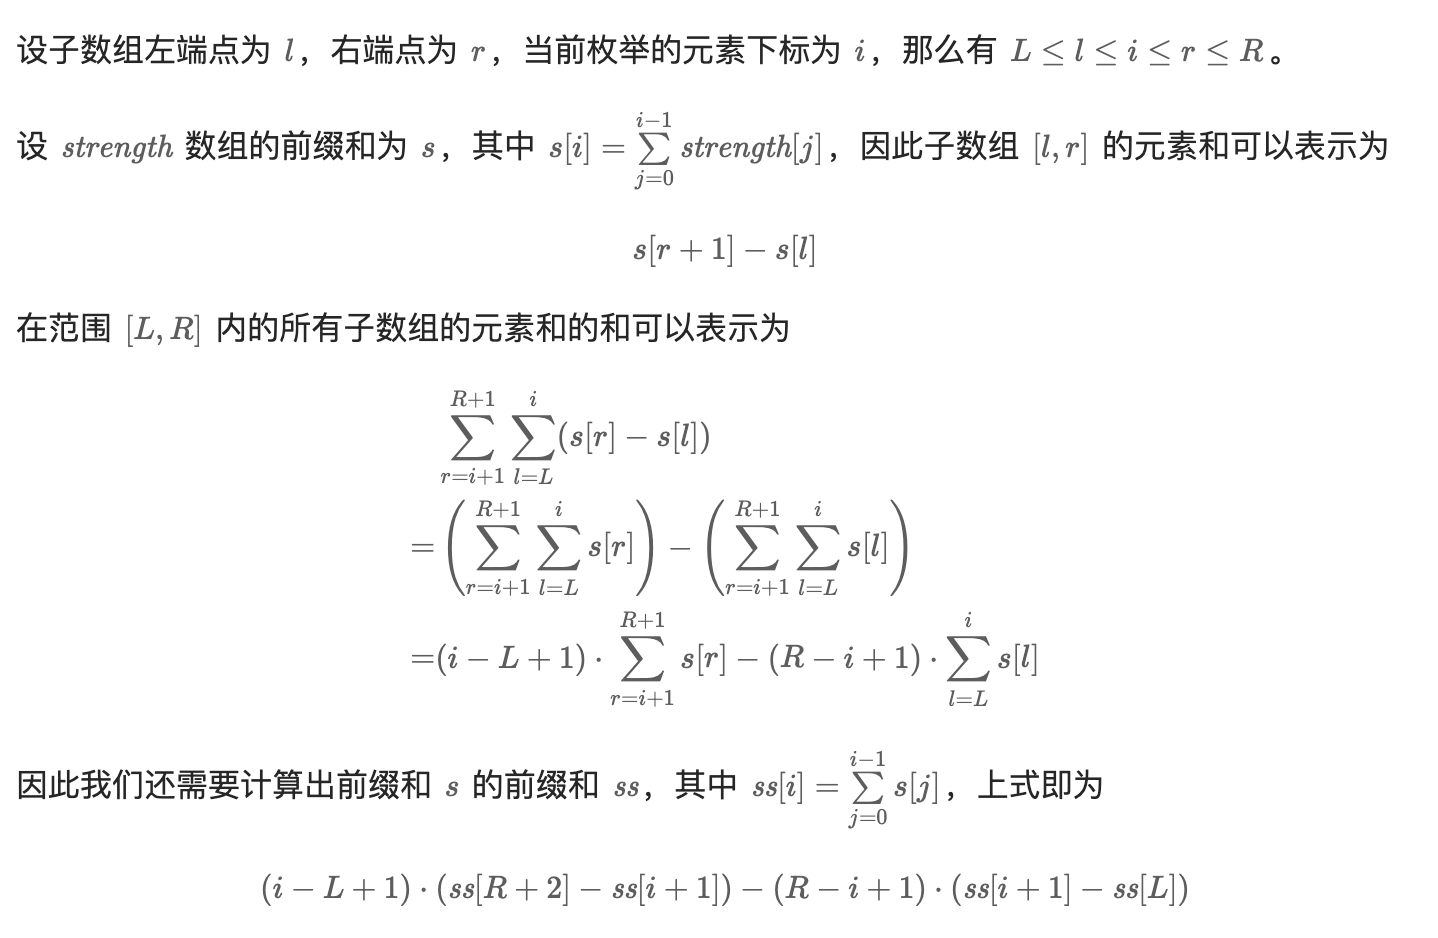 设子数组左端点为 $l$，右端点为 $r$，当前枚举的元素下标为 $i$，那么有 $L \le l \le i \le r \le R$。
设 $strength$ 数组的前缀和为 $s$，其中 $s[i] = \sum\limits_{j=0}^{i-1} strength[j]$，因此子数组 $[l, r]$ 的元素和可以表示为
$s[r+1] - s[l]$
在范围 $[L, R]$ 内的所有子数组的元素和的和可以表示为
$\sum_{r=i+1}^{R+1} \sum_{l=L}^{i} (s[r] - s[l])$
$= \left( \sum_{r=i+1}^{R+1} \sum_{l=L}^{i} s[r] \right) - \left( \sum_{r=i+1}^{R+1} \sum_{l=L}^{i} s[l] \right)$
$= (i - L + 1) \cdot \sum_{r=i+1}^{R+1} s[r] - (R - i + 1) \cdot \sum_{l=L}^{i} s[l]$
因此我们还需要计算出前缀和 $s$ 的前缀和 $ss$，其中 $ss[i] = \sum\limits_{j=0}^{i-1} s[j]$，上式即为
$(i - L + 1) \cdot (ss[R+2] - ss[i+1]) - (R - i + 1) \cdot (ss[i+1] - ss[L])$